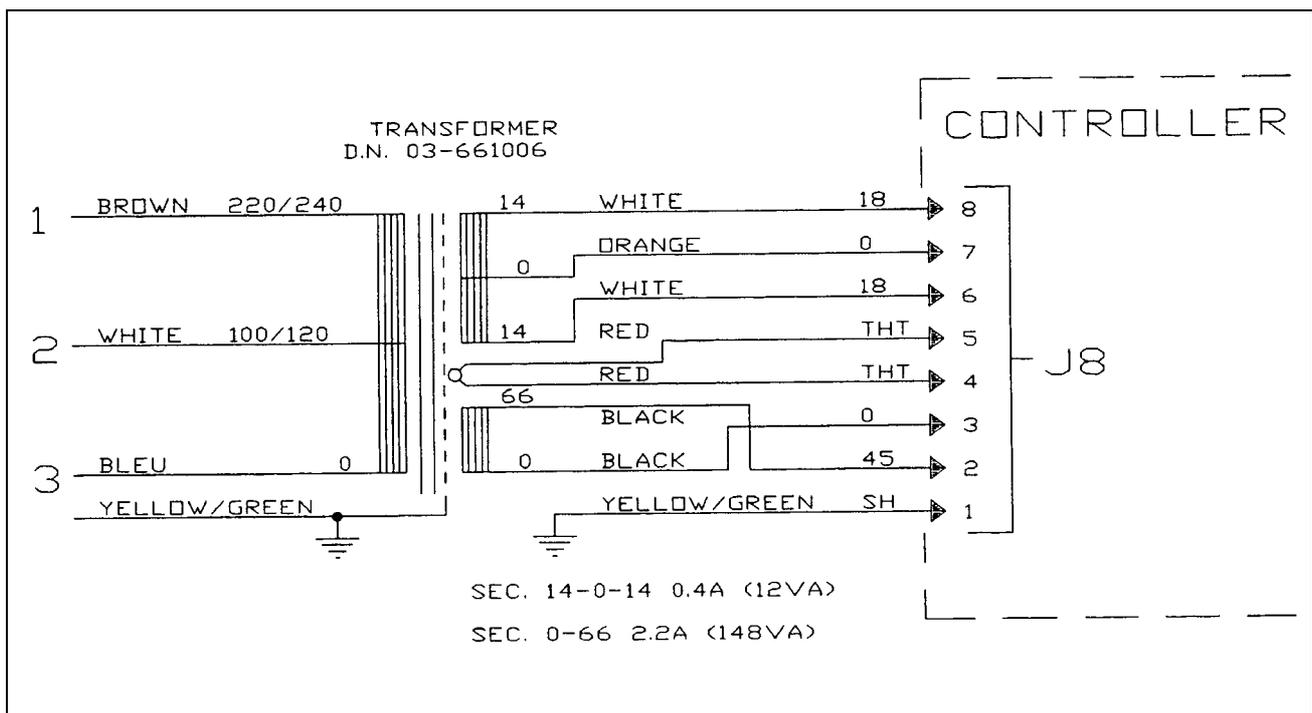 TRANSFORMER
D.N. 03-661006
CONTROLLER
1 BROWN 220/240
14 WHITE 18 8
0 ORANGE 0 7
WHITE 18 6
2 WHITE 100/120
14 RED THT 5
RED THT 4
J8
66
BLACK 0 3
3 BLEU 0
0 BLACK 45 2
YELLOW/GREEN
YELLOW/GREEN SH 1
SEC. 14-0-14 0.4A (12VA)
SEC. 0-66 2.2A (148VA)